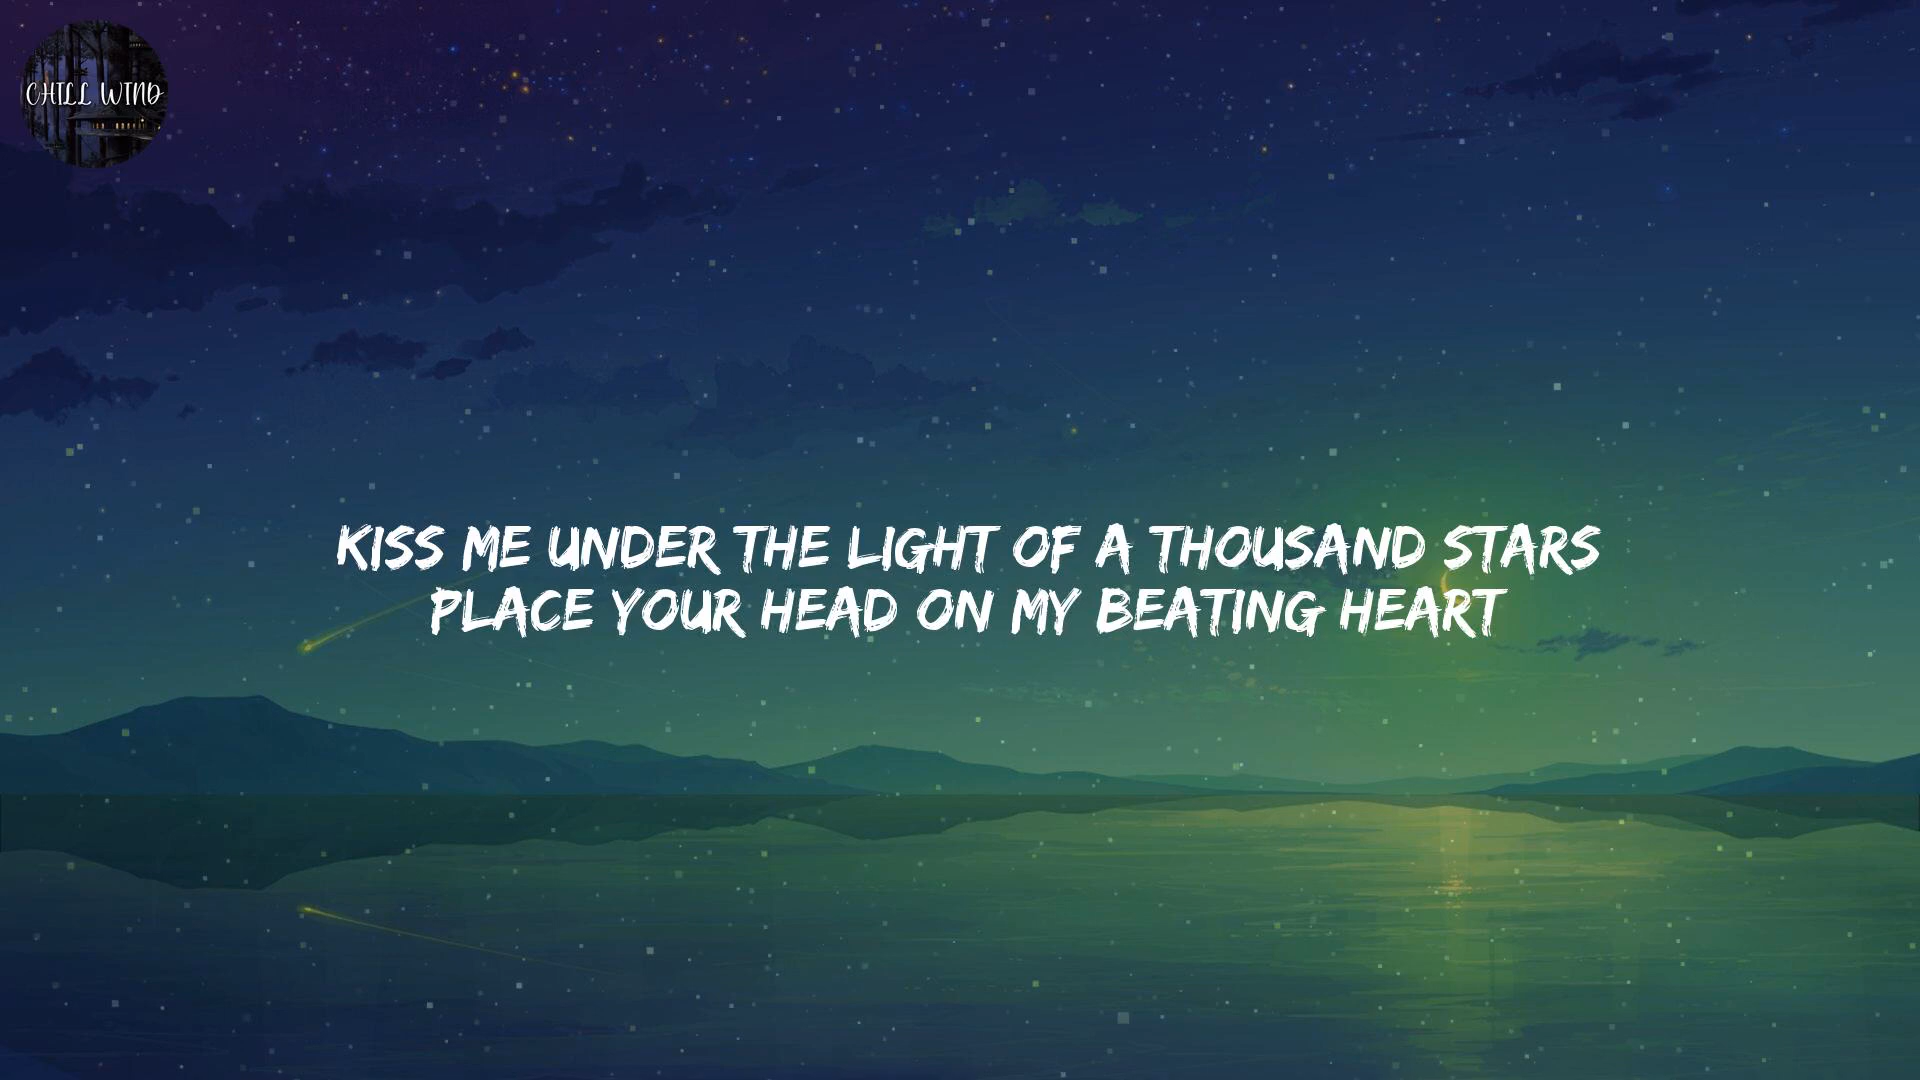 CHILL WIND
KISS ME UNDER THE LIGHT OF A THOUSAND STARS
PLACE YOUR HEAD ON MY BEATING HEART